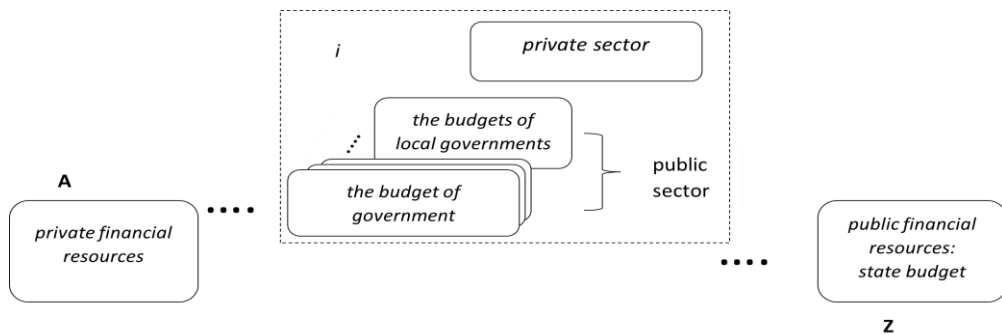 i
private sector
the budgets of
local governments
public
sector
the budget of
government
A
private financial
resources
public financial
resources:
state budget
Z